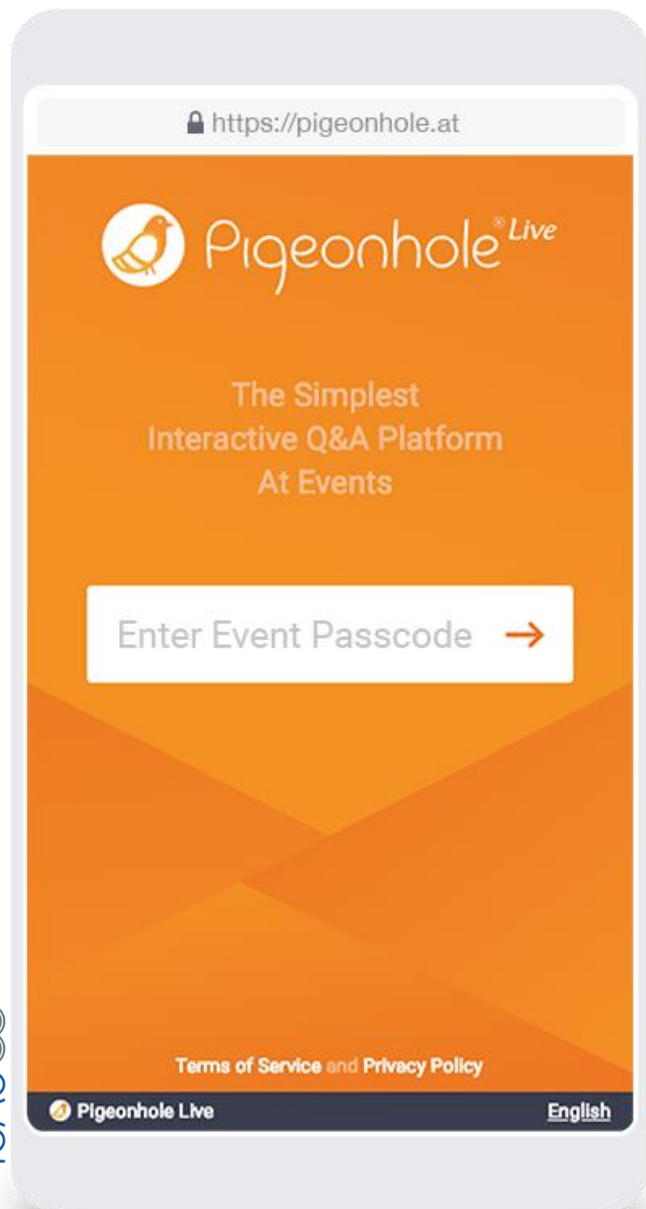 https://pigeonhole.at
Pigeonhole® Live
The Simplest
Interactive Q&A Platform
At Events
Enter Event Passcode →
Terms of Service and Privacy Policy
Pigeonhole Live English